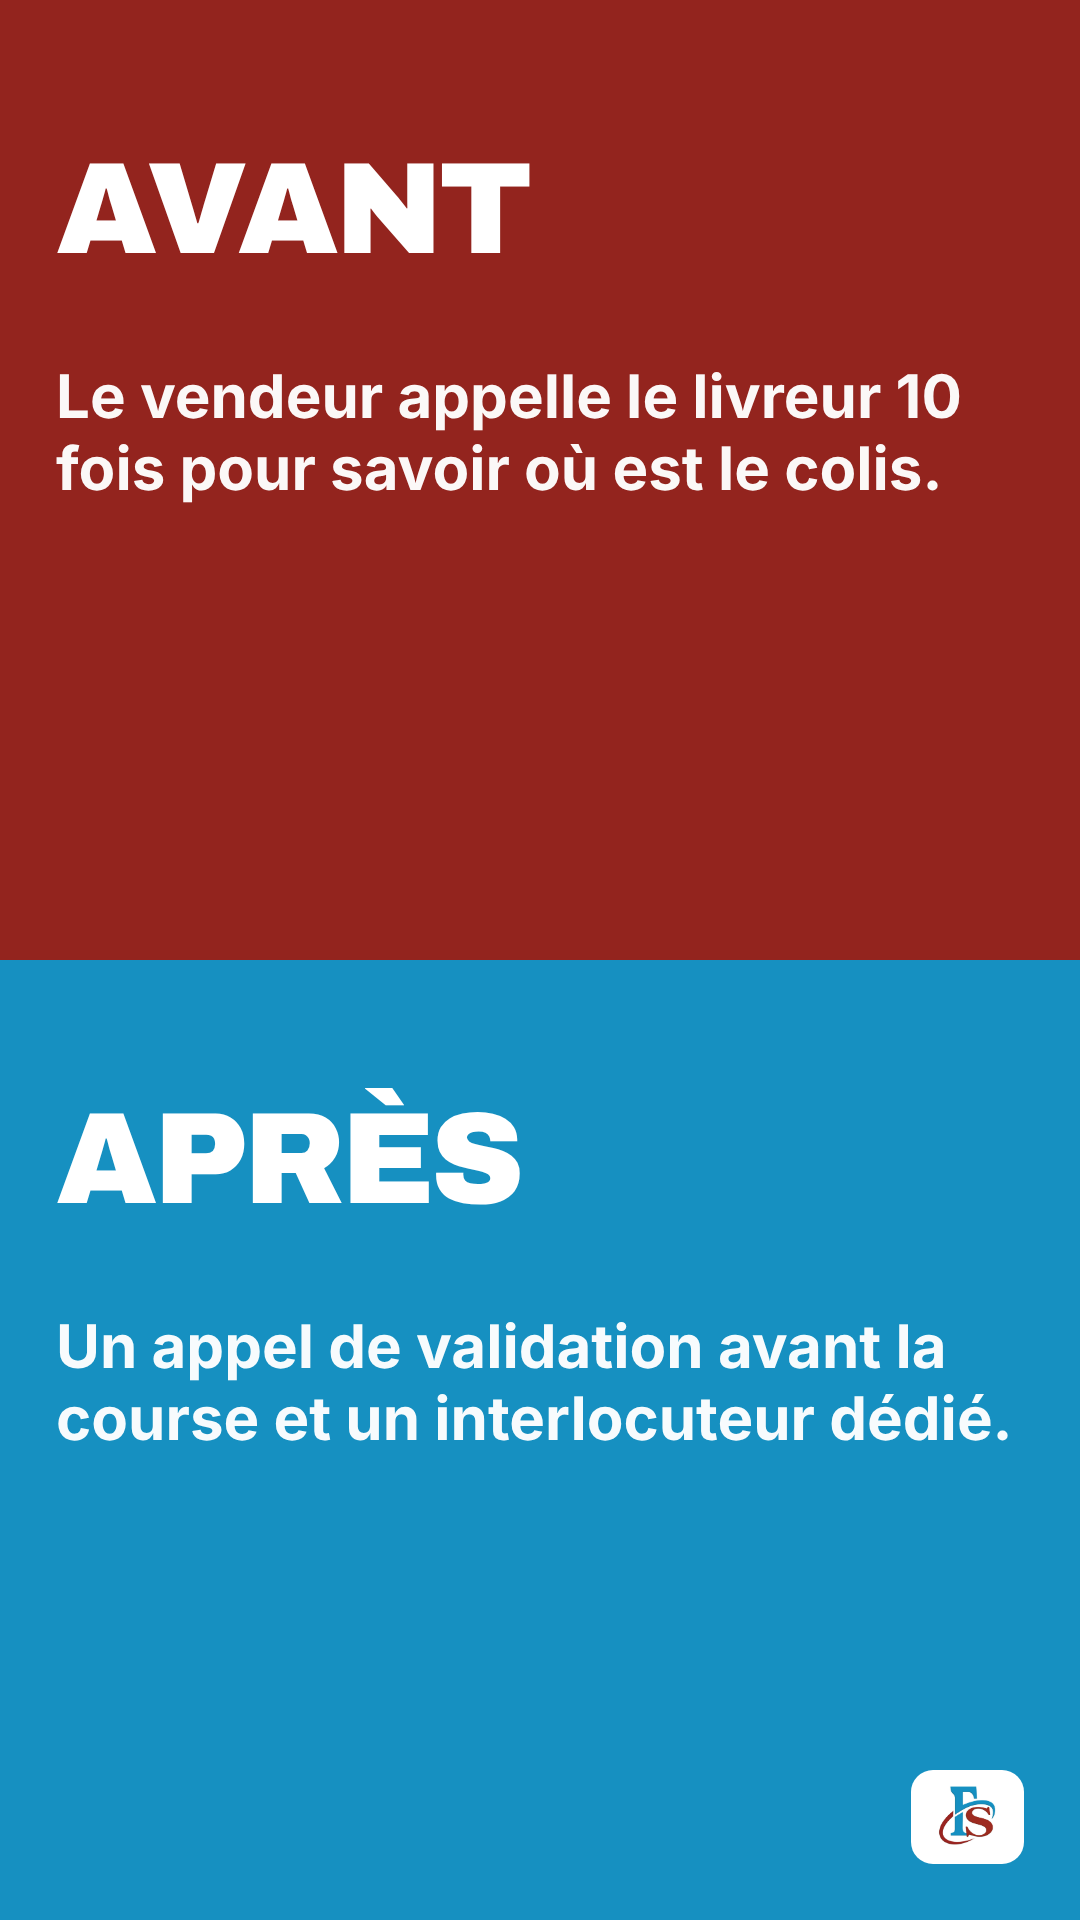 AVANT
Le vendeur appelle le livreur 10
fois pour savoir où est le colis.
APRÈS
Un appel de validation avant la
course et un interlocuteur dédié.
FS